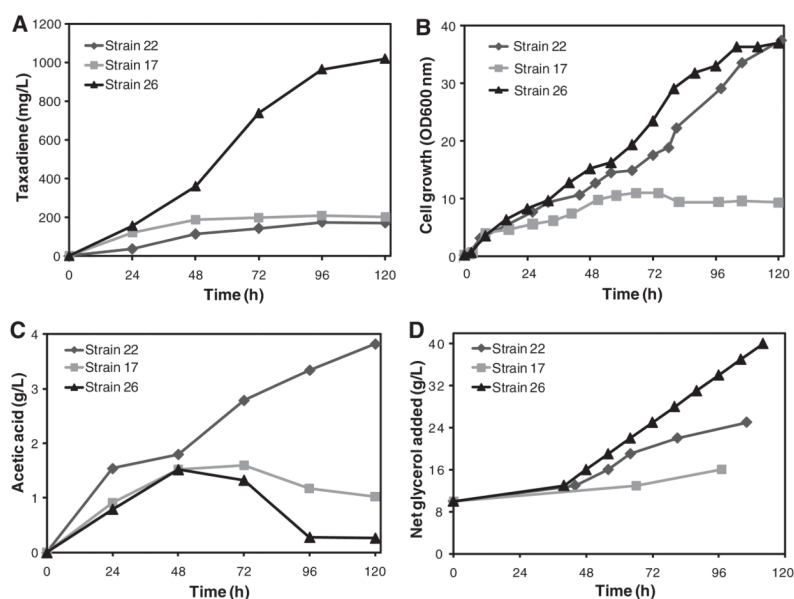 A
1200
1000
800
600
400
200
0
Taxadiene (mg/L)
Strain 22
Strain 17
Strain 26
0 24 48 72 96 120
Time (h)
B
40
30
20
10
0
Cell growth (OD600 nm)
Strain 22
Strain 17
Strain 26
0 24 48 72 96 120
Time (h)
C
4
3
2
1
0
Acetic acid (g/L)
Strain 22
Strain 17
Strain 26
0 24 48 72 96 120
Time (h)
D
40
32
24
16
8
0
Net glycerol added (g/L)
Strain 22
Strain 17
Strain 26
0 24 48 72 96 120
Time (h)